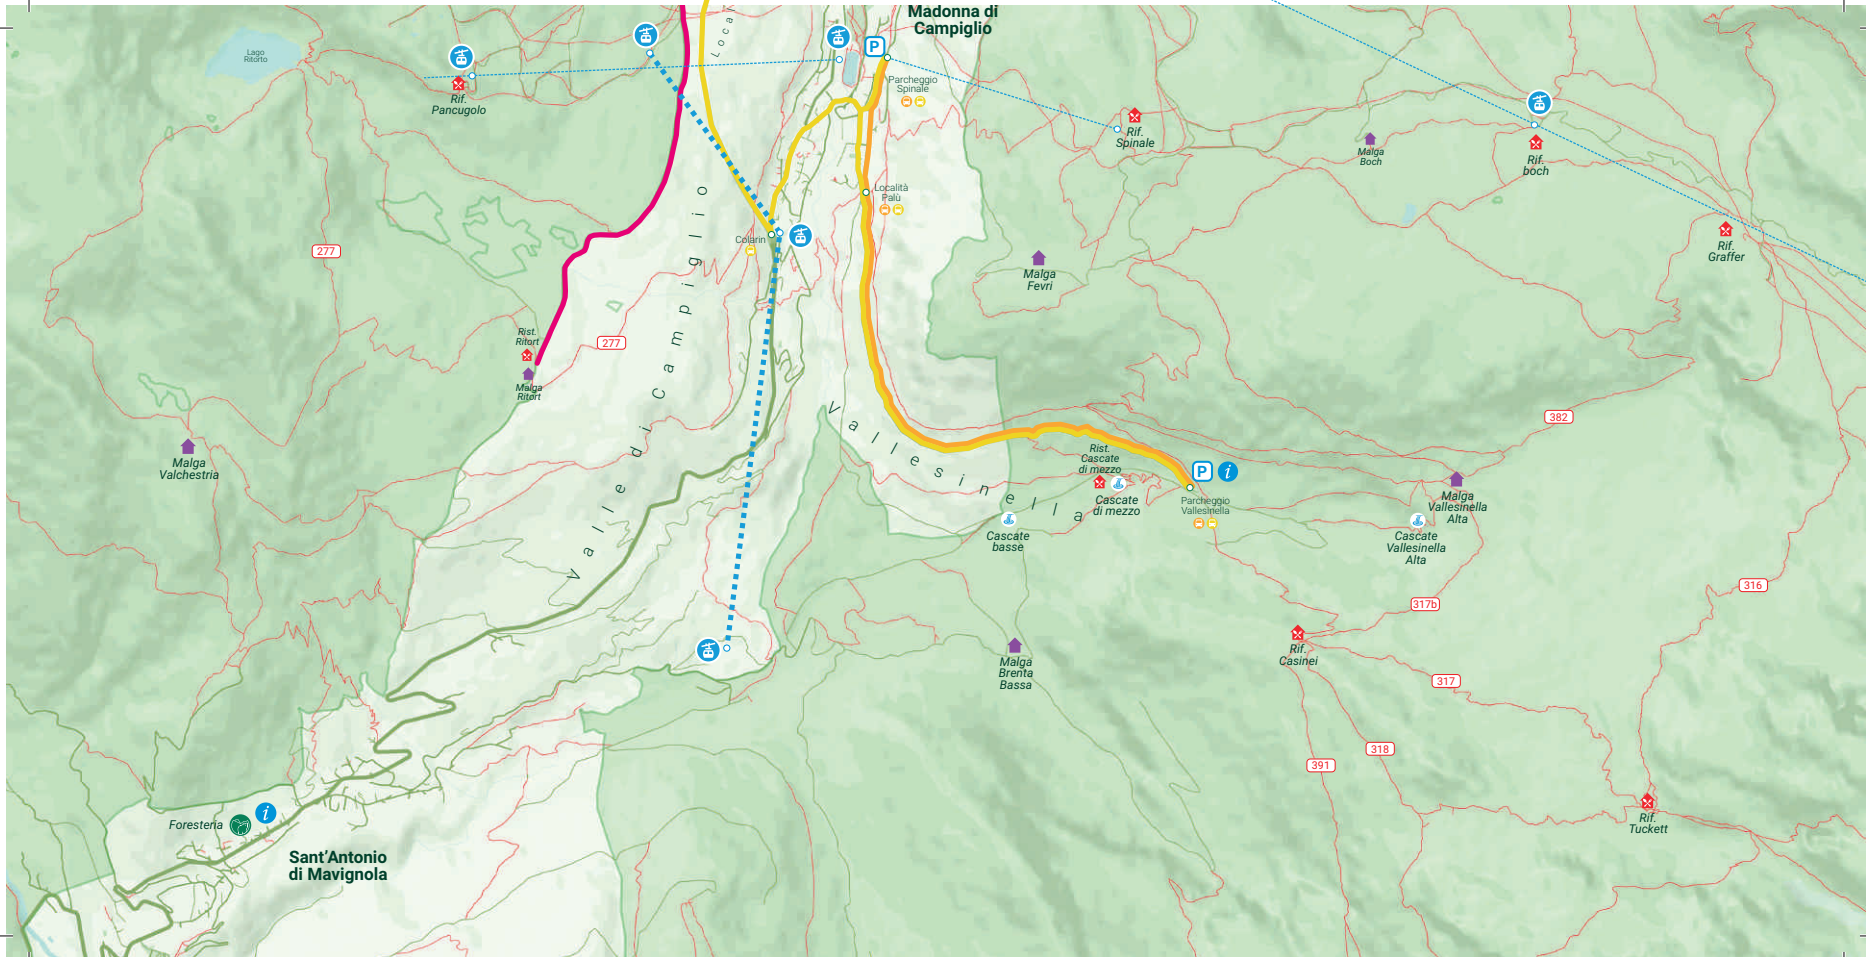 Madonna di
Campiglio
Lago
Ritorto
Local
P
Rif.
Pancugolo
Parcheggio
Spinale
Rif.
Spinale
Malga
Boch
Rif.
boch
Località
Palù
Colarin
277
Rif.
Graffer
Malga
Fevri
Rist.
Ritort
277
Malga
Ritort
Valle di Campiglio
Vallesinella
382
Malga
Valchestria
Rist.
Cascate
di mezzo
P
i
Cascate
di mezzo
Parcheggio
Vallesinella
Malga
Vallesinella
Alta
Cascate
basse
Cascate
Vallesinella
Alta
316
317b
Rif.
Casinei
Malga
Brenta
Bassa
317
318
391
Rif.
Tuckett
Foresteria
i
Sant'Antonio
di Mavignola